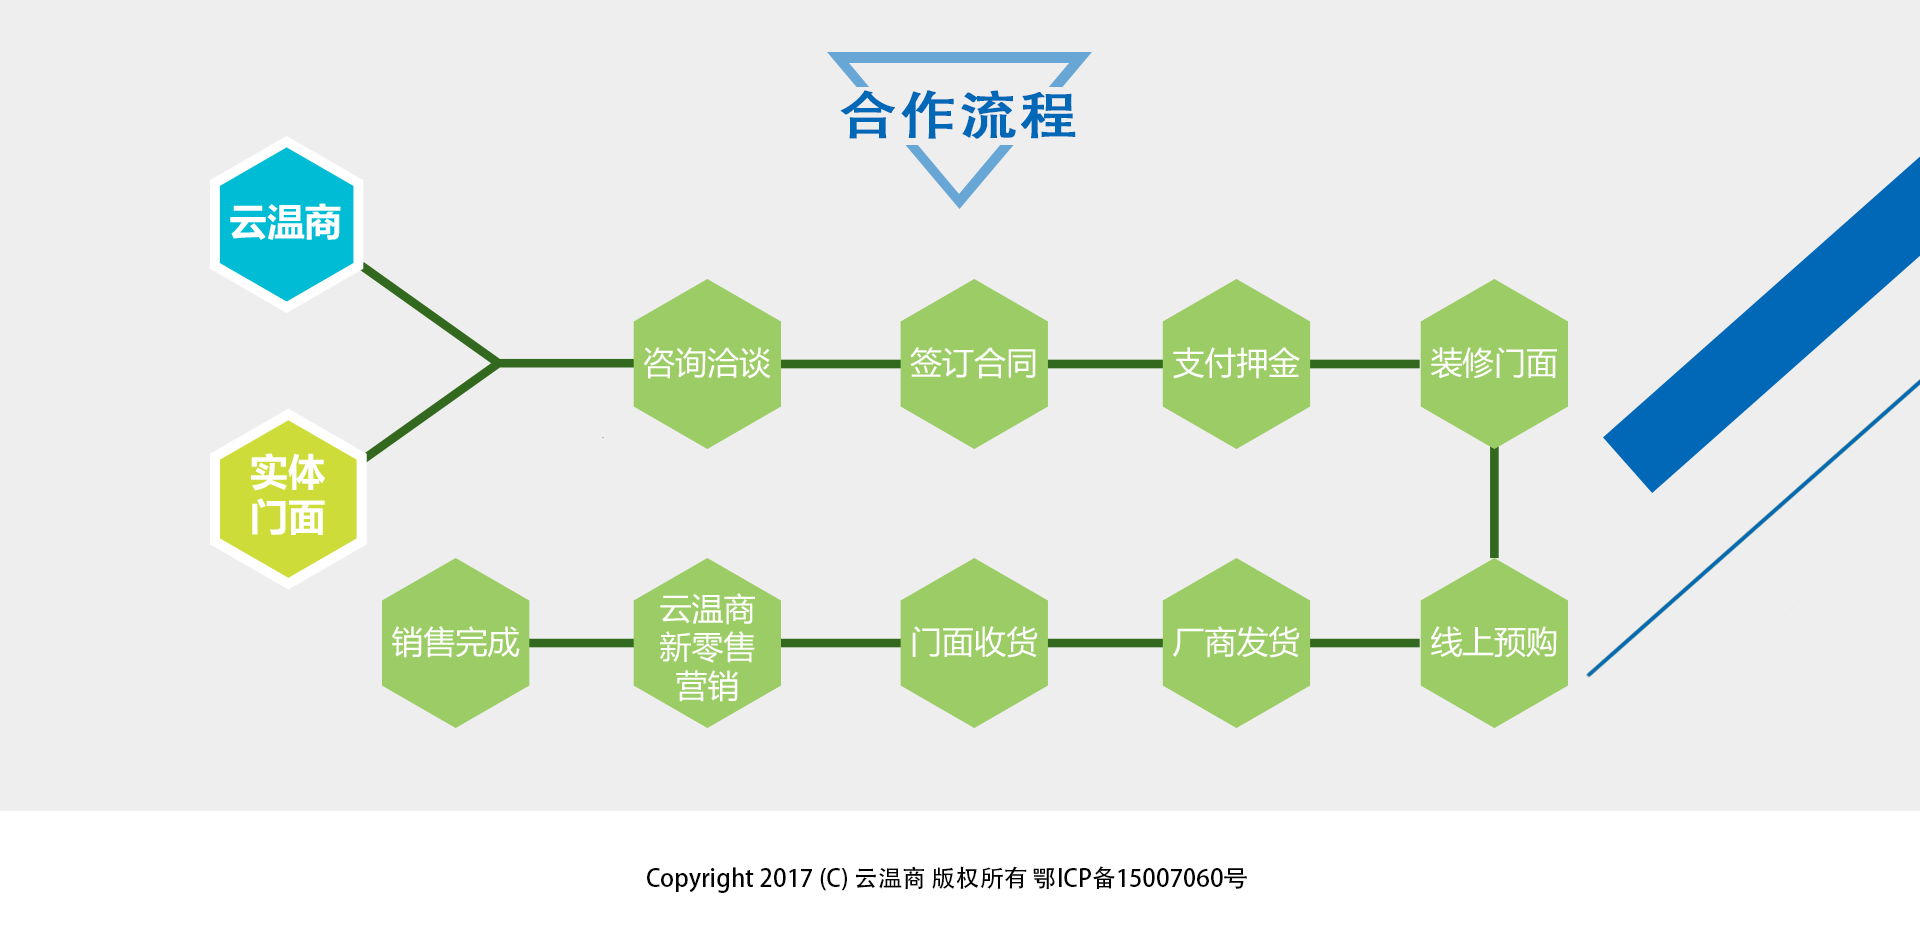 合作流程
云温商
实体
门面
咨询洽谈
签订合同
支付押金
装修门面
线上预购
厂商发货
门面收货
云温商
新零售
营销
销售完成
Copyright 2017 (C) 云温商 版权所有 鄂ICP备15007060号